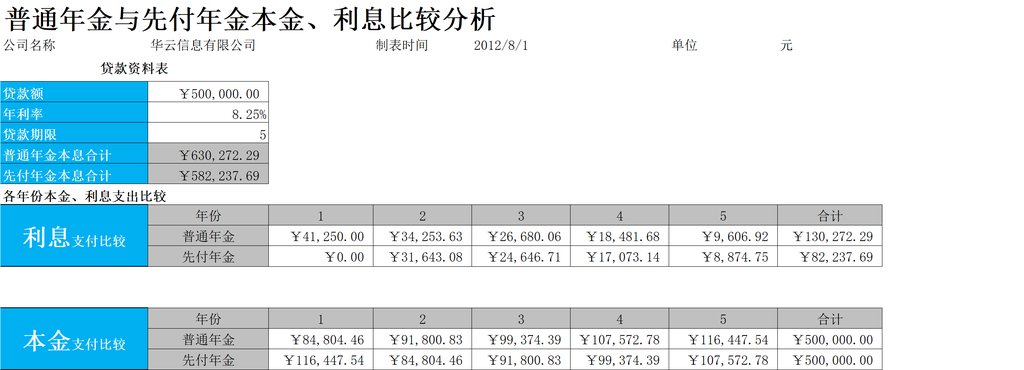 普通年金与先付年金本金、利息比较分析
公司名称 华云信息有限公司 制表时间 2012/8/1 单位 元
贷款资料表
贷款额 ￥500,000.00
年利率 8.25%
贷款期限 5
普通年金本息合计 ￥630,272.29
先付年金本息合计 ￥582,237.69
各年份本金、利息支出比较
利息支付比较
年份 1 2 3 4 5 合计
普通年金 ￥41,250.00 ￥34,253.63 ￥26,680.06 ￥18,481.68 ￥9,606.92 ￥130,272.29
先付年金 ￥0.00 ￥31,643.08 ￥24,646.71 ￥17,073.14 ￥8,874.75 ￥82,237.69
本金支付比较
年份 1 2 3 4 5 合计
普通年金 ￥84,804.46 ￥91,800.83 ￥99,374.39 ￥107,572.78 ￥116,447.54 ￥500,000.00
先付年金 ￥116,447.54 ￥84,804.46 ￥91,800.83 ￥99,374.39 ￥107,572.78 ￥500,000.00